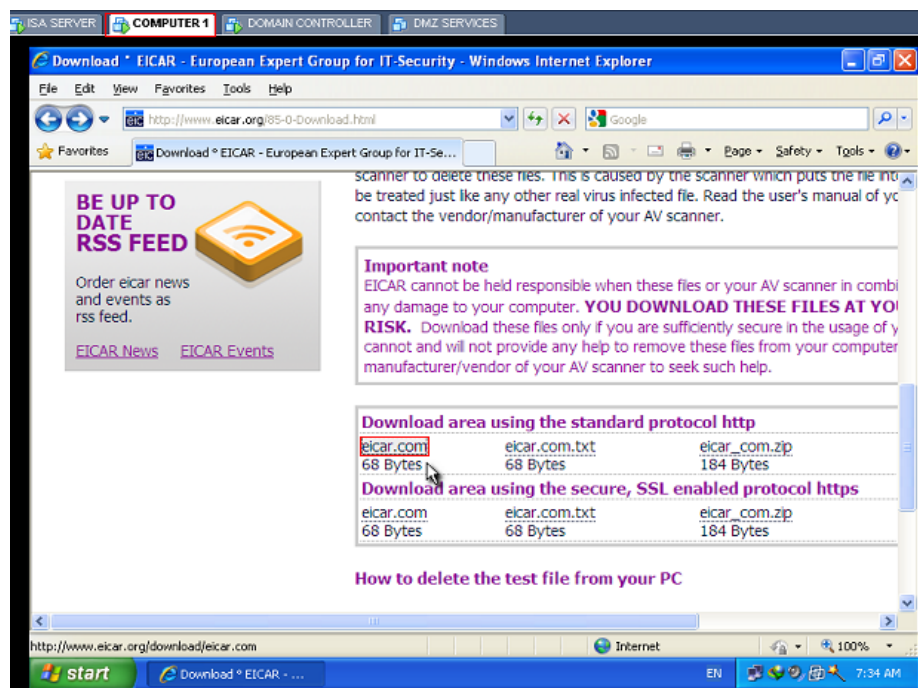 ISA SERVER COMPUTER 1 DOMAIN CONTROLLER DMZ SERVICES
Download ° EICAR - European Expert Group for IT-Security - Windows Internet Explorer
File Edit View Favorites Tools Help
http://www.eicar.org/85-0-Download.html Google
Favorites Download ° EICAR - European Expert Group for IT-Se... Page Safety Tools
scanner to delete these files. This is caused by the scanner which puts the file into
be treated just like any other real virus infected file. Read the user's manual of yo
contact the vendor/manufacturer of your AV scanner.
BE UP TO
DATE
RSS FEED
Order eicar news
and events as
rss feed.
EICAR News EICAR Events
Important note
EICAR cannot be held responsible when these files or your AV scanner in combi
any damage to your computer. YOU DOWNLOAD THESE FILES AT YO
RISK. Download these files only if you are sufficiently secure in the usage of y
cannot and will not provide any help to remove these files from your computer
manufacturer/vendor of your AV scanner to seek such help.
Download area using the standard protocol http
eicar.com eicar.com.txt eicar_com.zip
68 Bytes 68 Bytes 184 Bytes
Download area using the secure, SSL enabled protocol https
eicar.com eicar.com.txt eicar_com.zip
68 Bytes 68 Bytes 184 Bytes
How to delete the test file from your PC
http://www.eicar.org/download/eicar.com Internet 100%
start Download ° EICAR - ... EN 7:34 AM